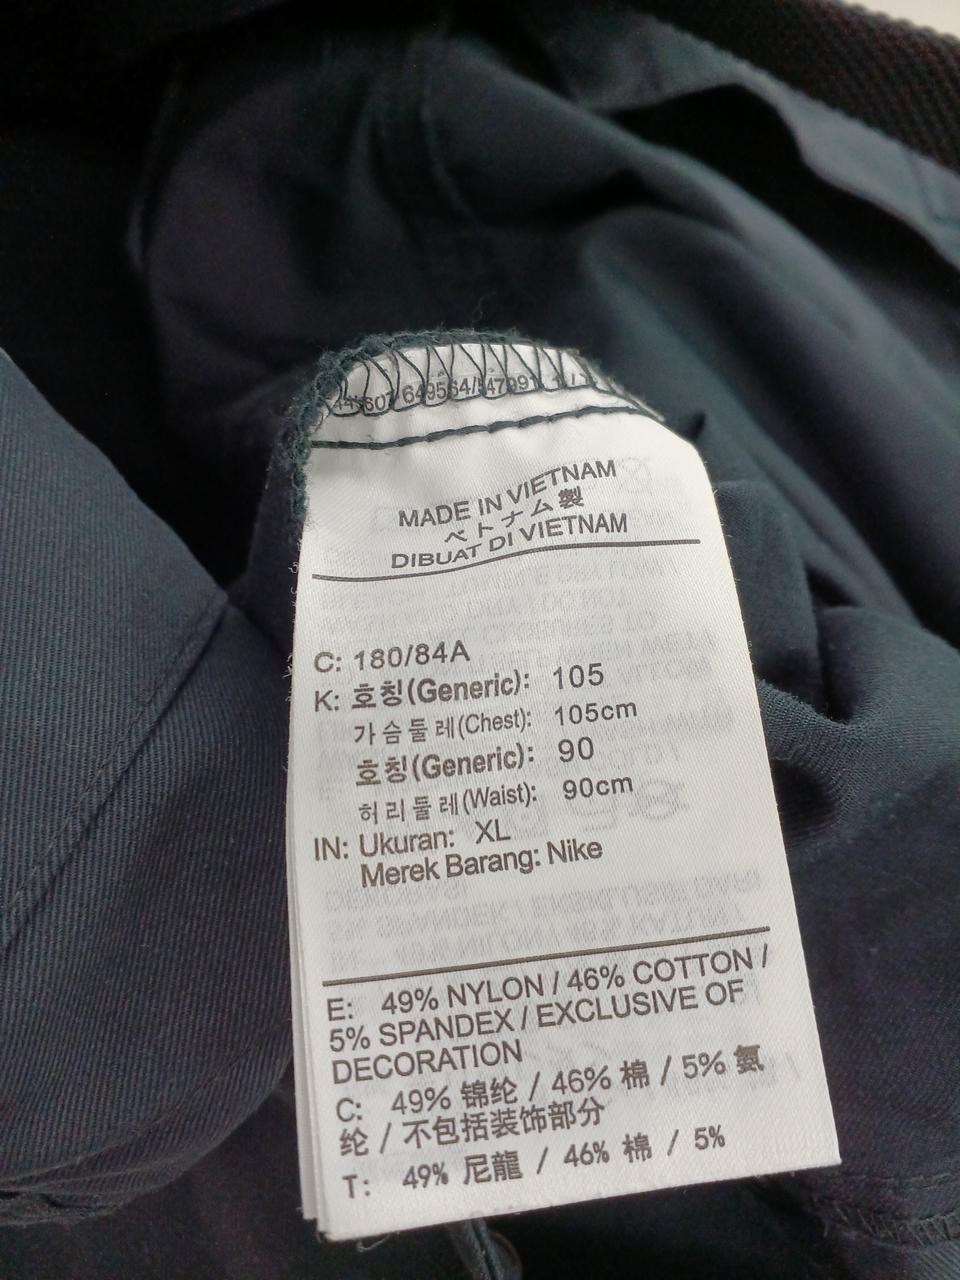 MADE IN VIETNAM
ベトナム製
DIBUAT DI VIETNAM
C: 180/84A
K: 호칭(Generic): 105
가슴둘레(Chest): 105cm
호칭(Generic): 90
허리둘레(Waist): 90cm
IN: Ukuran: XL
Merek Barang: Nike
E: 49% NYLON / 46% COTTON /
5% SPANDEX / EXCLUSIVE OF
DECORATION
C: 49% 锦纶 / 46% 棉 / 5% 氨
纶 / 不包括装饰部分
T: 49% 尼龍 / 46% 棉 / 5%